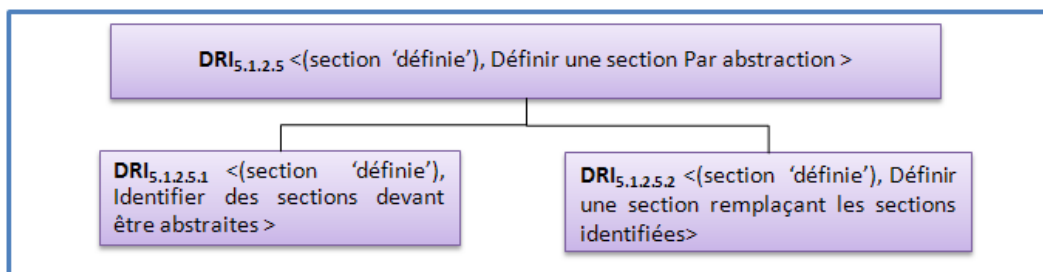 DRI5.1.2.5 <(section ‘définie’), Définir une section Par abstraction >
DRI5.1.2.5.1 <(section ‘définie’),
Identifier des sections devant
être abstraites >
DRI5.1.2.5.2 <(section ‘définie’), Définir
une section remplaçant les sections
identifiées>